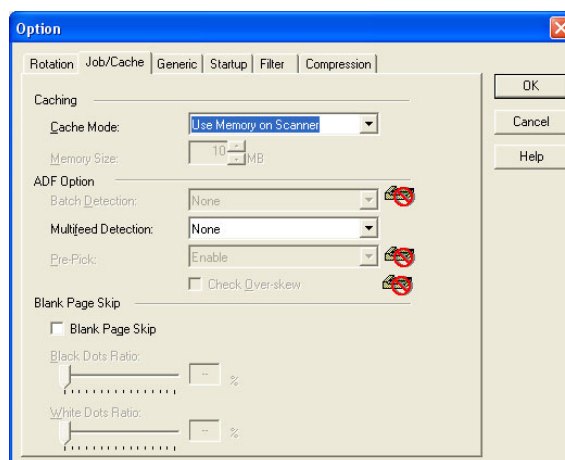 Option
Rotation Job/Cache Generic Startup Filter Compression
OK
Cancel
Help
Caching
Cache Mode: Use Memory on Scanner
Memory Size: 10 MB
ADF Option
Batch Detection: None
Multifeed Detection: None
Pre-Pick: Enable
Check Over-skew
Blank Page Skip
Blank Page Skip
Black Dots Ratio:
-- %
White Dots Ratio:
-- %